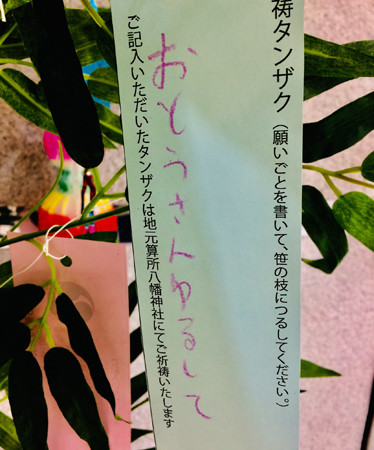 祷タンザク（願いごとを書いて、笹の枝につるしてください。）
おとうさんゆるして
ご記入いただいたタンザクは地元算所八幡神社にてご祈祷いたします